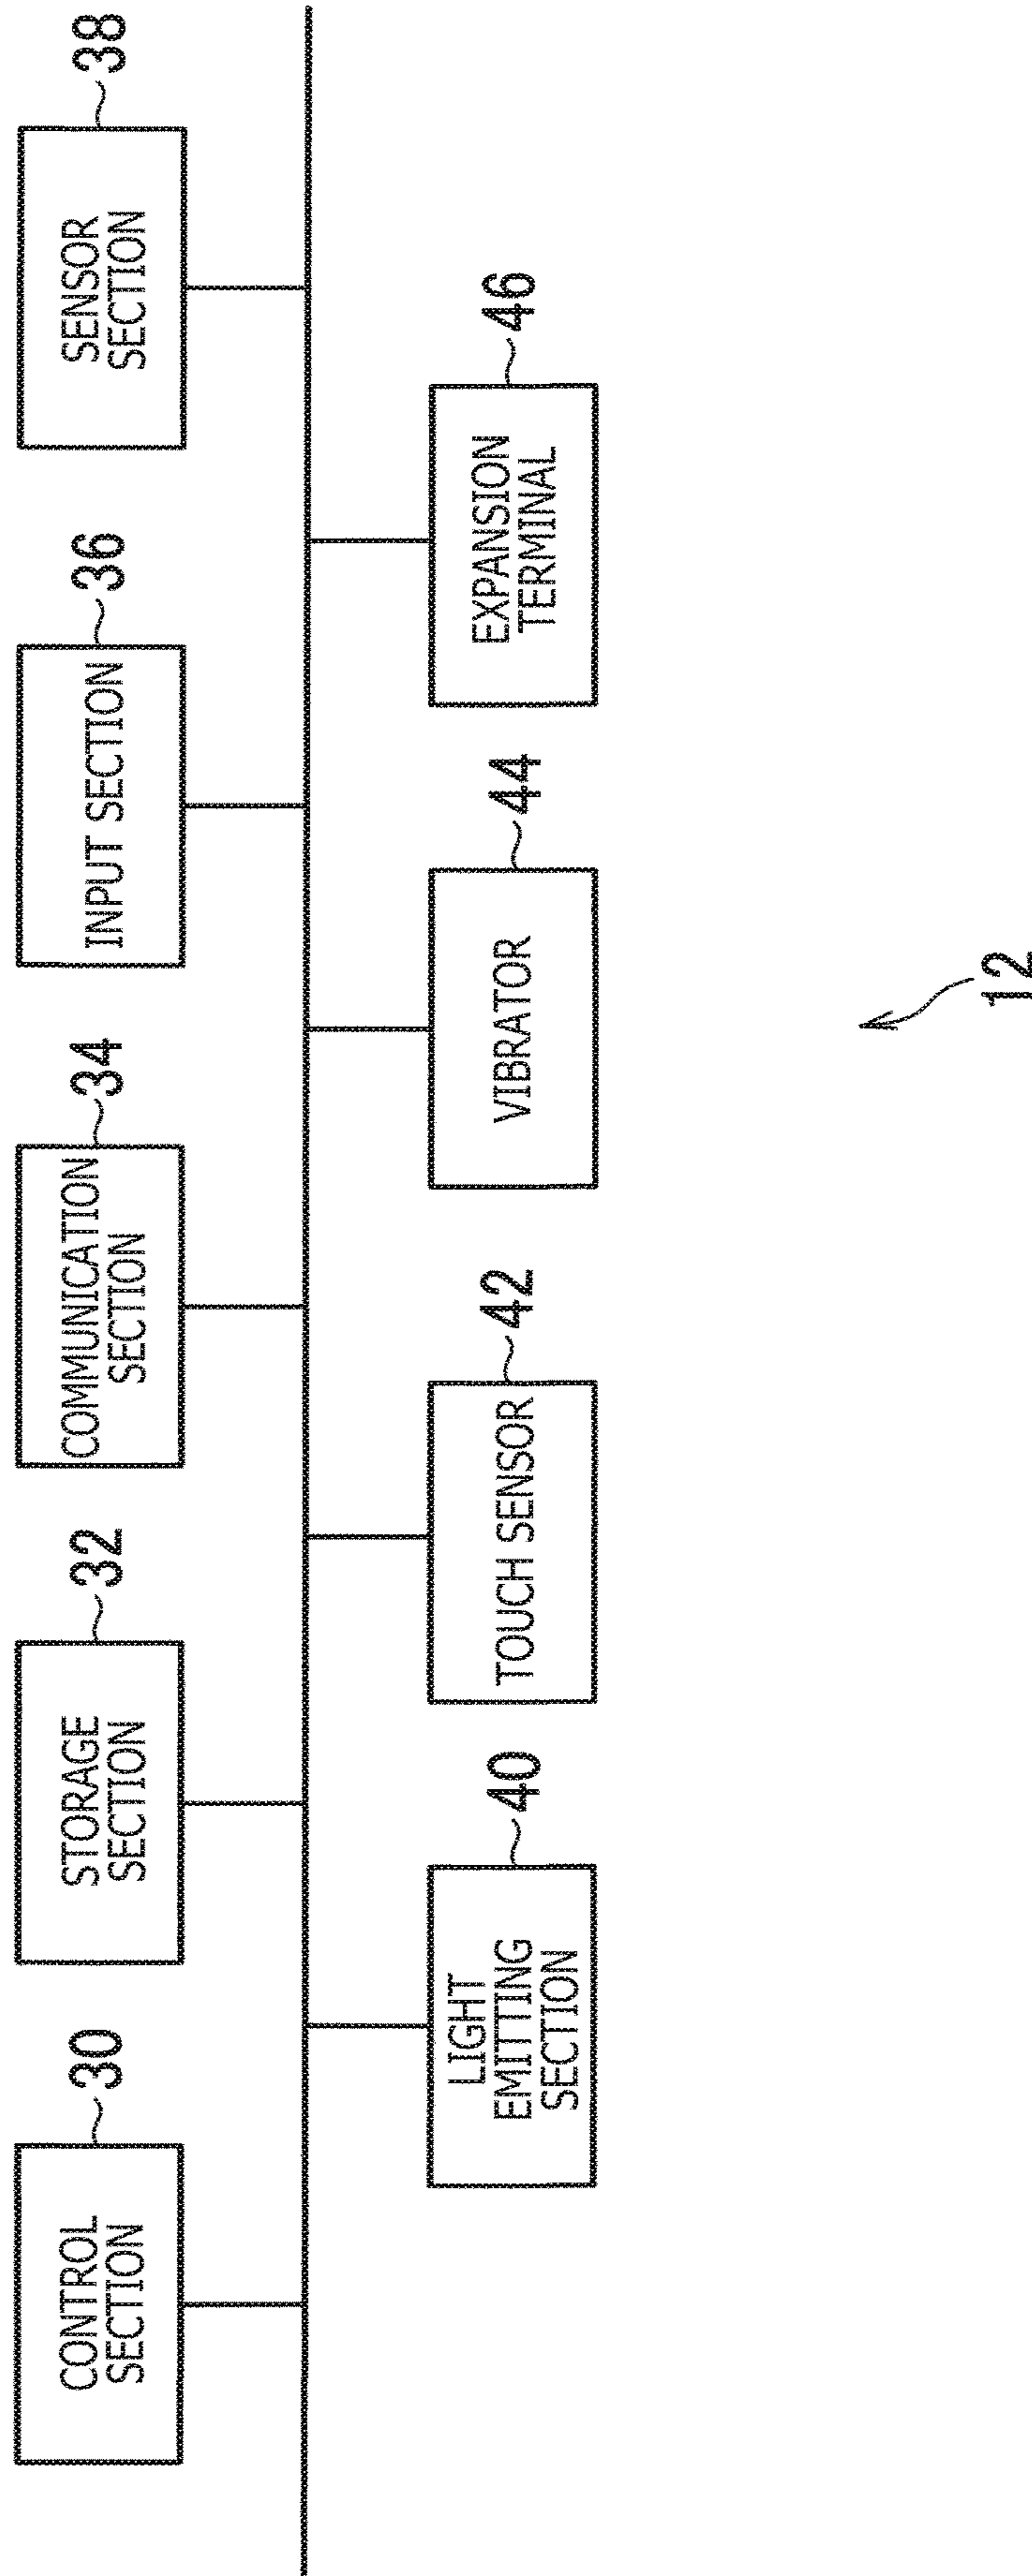 30
CONTROL
SECTION
32
STORAGE
SECTION
34
COMMUNICATION
SECTION
36
INPUT SECTION
38
SENSOR
SECTION
40
LIGHT
EMITTING
SECTION
42
TOUCH SENSOR
44
VIBRATOR
46
EXPANSION
TERMINAL
12